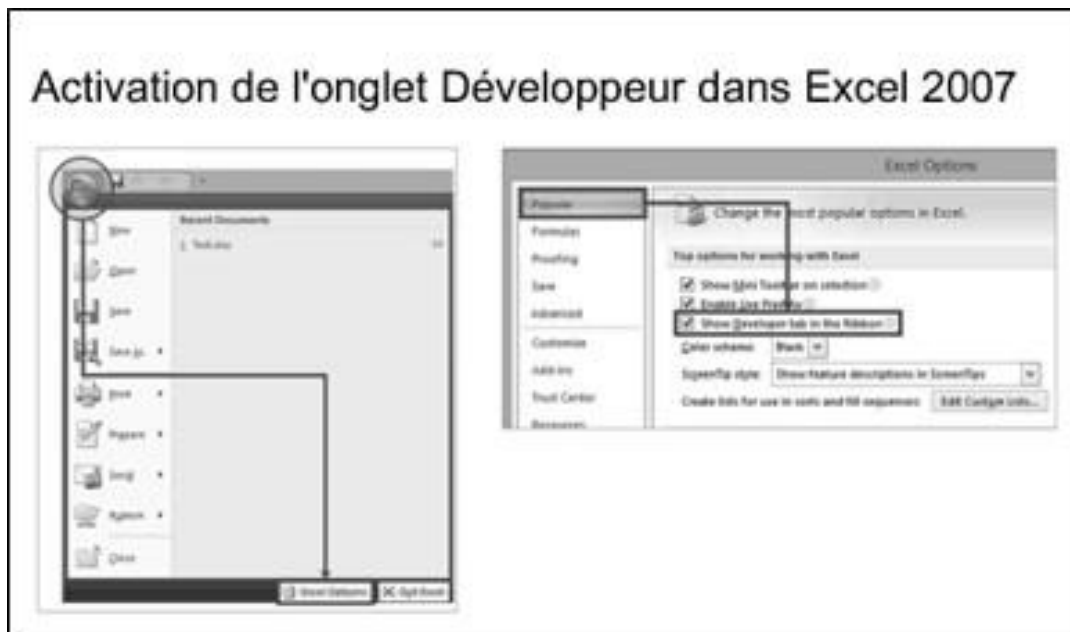 Activation de l'onglet Développeur dans Excel 2007
Recent Documents
New
Open
Save
Save As
Print
Prepare
Send
Publish
Close
Excel Options
Exit Excel
Excel Options
Popular
Formulas
Proofing
Save
Advanced
Customize
Add-Ins
Trust Center
Resources
Change the most popular options in Excel.
Top options for working with Excel
Show Mini Toolbar on selection
Enable Live Preview
Show Developer tab in the Ribbon
Color scheme: Black
ScreenTip style: Show feature descriptions in ScreenTips
Create lists for use in sorts and fill sequences: Edit Custom Lists...